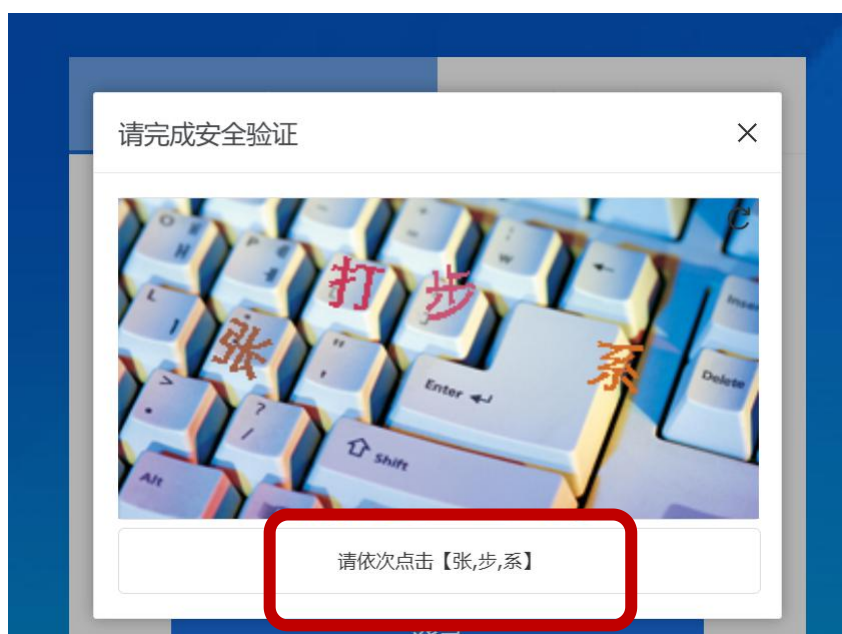 请完成安全验证
打 步
张
系
O
P
L
W
Enter
Shift
Alt
Inser
Delete
请依次点击【张,步,系】